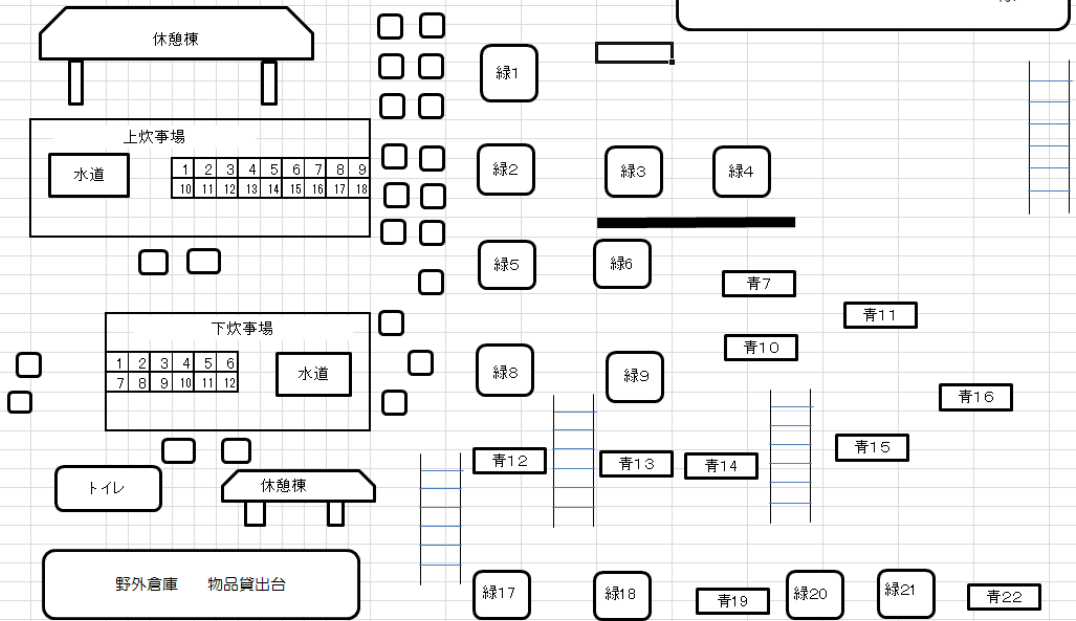 休憩棟
上炊事場
水道
1 2 3 4 5 6 7 8 9
10 11 12 13 14 15 16 17 18
緑1
緑2
緑3
緑4
緑5
緑6
青7
青11
青10
下炊事場
1 2 3 4 5 6
7 8 9 10 11 12
水道
緑8
緑9
青16
青15
青12
青13
青14
トイレ
休憩棟
野外倉庫　物品貸出台
緑17
緑18
青19
緑20
緑21
青22